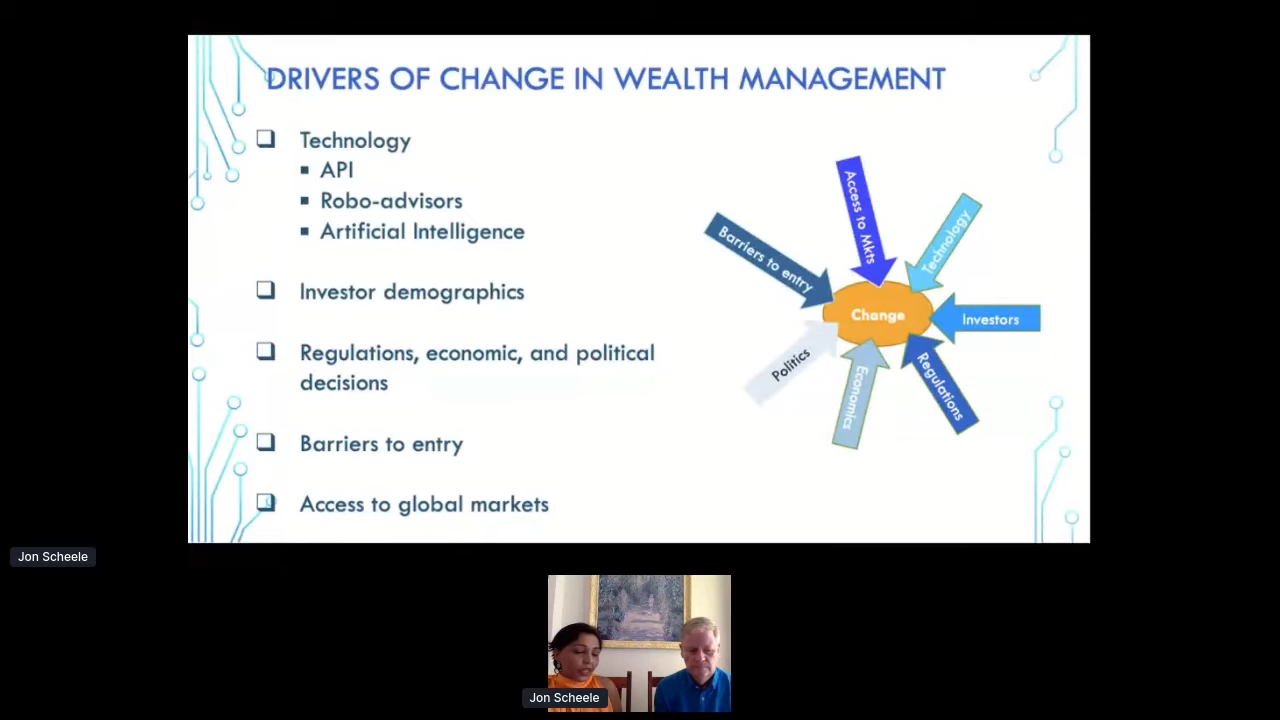 DRIVERS OF CHANGE IN WEALTH MANAGEMENT
Technology
API
Robo-advisors
Artificial Intelligence
Investor demographics
Regulations, economic, and political
decisions
Barriers to entry
Access to global markets
Access to Mkts
Technology
Barriers to entry
Change
Investors
Politics
Economics
Regulations
Jon Scheele
Jon Scheele